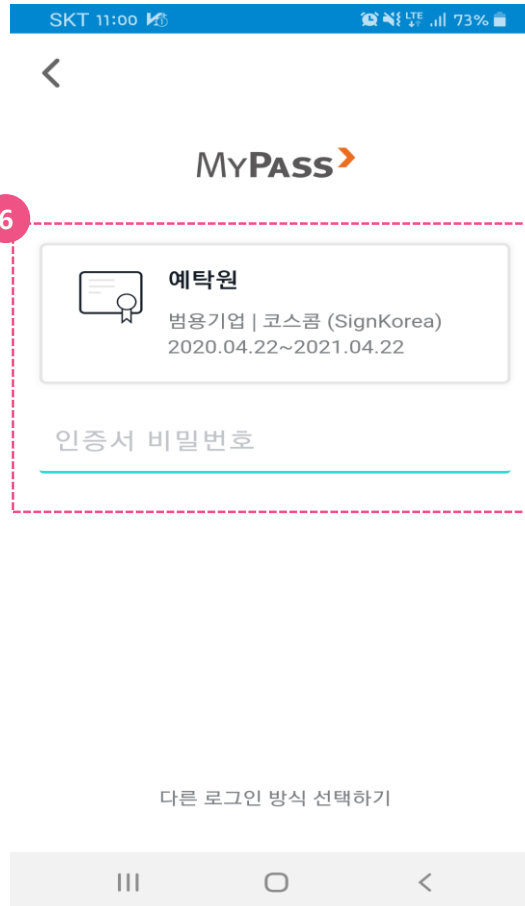 SKT 11:00 LTE 73%
MYPASS
6
예탁원
범용기업 | 코스콤 (SignKorea)
2020.04.22~2021.04.22
인증서 비밀번호
다른 로그인 방식 선택하기